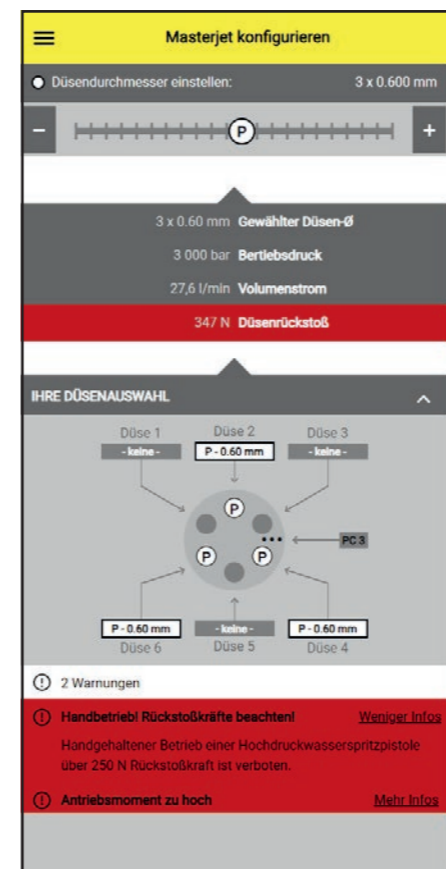 Masterjet konfigurieren
Düsendurchmesser einstellen: 3 x 0.600 mm
- P +
3 x 0.60 mm Gewählter Düsen-Ø
3 000 bar Bertiebsdruck
27,6 l/min Volumenstrom
347 N Düsenrückstoß
IHRE DÜSENAUSWAHL
Düse 1 Düse 2 Düse 3
- keine - P - 0.60 mm - keine -
P
PC 3
P P
P - 0.60 mm - keine - P - 0.60 mm
Düse 6 Düse 5 Düse 4
2 Warnungen
Handbetrieb! Rückstoßkräfte beachten! Weniger Infos
Handgehaltener Betrieb einer Hochdruckwasserspritzpistole
über 250 N Rückstoßkraft ist verboten.
Antriebsmoment zu hoch Mehr Infos